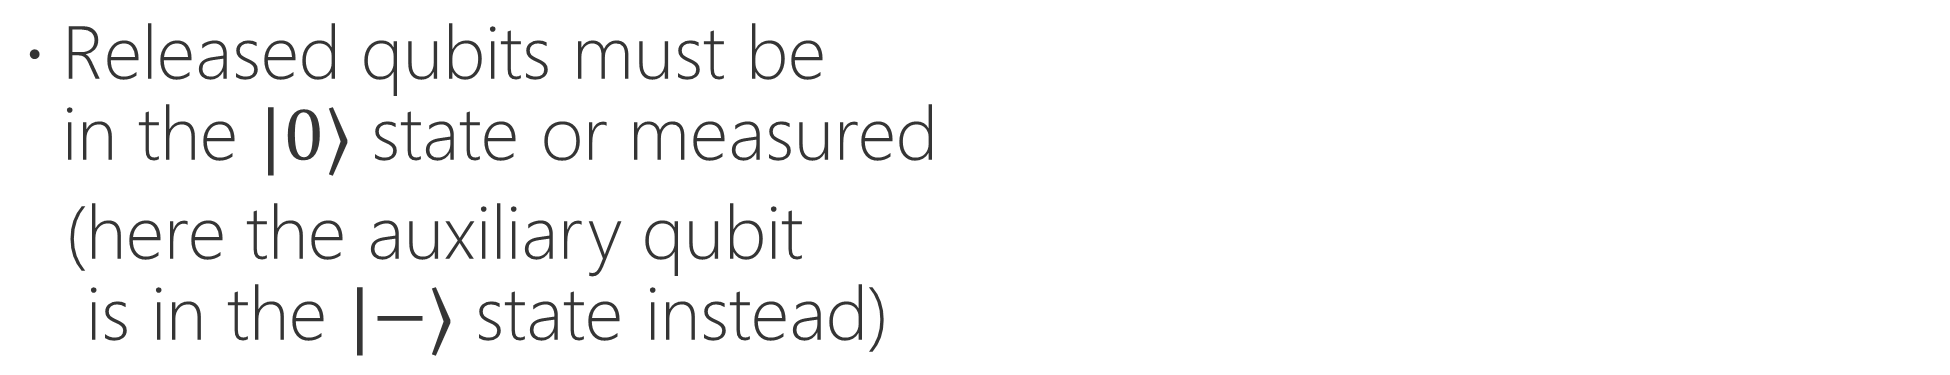 • Released qubits must be
in the |0⟩ state or measured
(here the auxiliary qubit
is in the |−⟩ state instead)